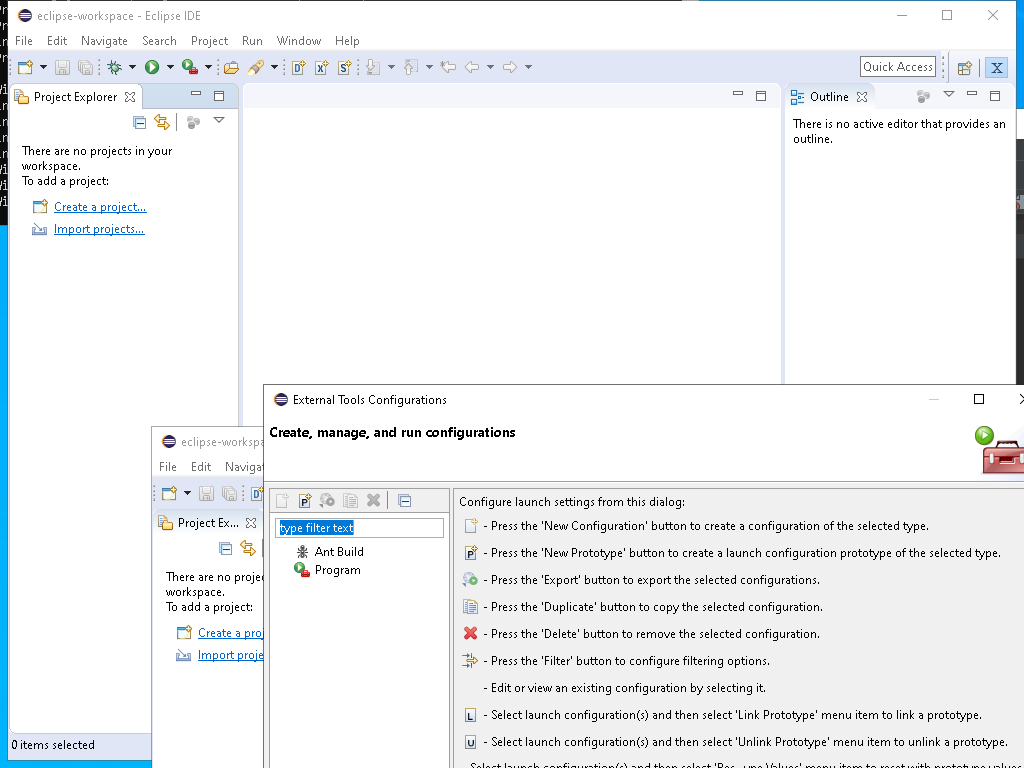 eclipse-workspace - Eclipse IDE
File Edit Navigate Search Project Run Window Help
Quick Access
Project Explorer
Outline
There is no active editor that provides an outline.
There are no projects in your workspace.
To add a project:
Create a project...
Import projects...
External Tools Configurations
Create, manage, and run configurations
eclipse-workspa
File Edit Navigat
Project Ex...
There are no projec
workspace.
To add a project:
Create a proj
Import proje
type filter text
Ant Build
Program
Configure launch settings from this dialog:
- Press the 'New Configuration' button to create a configuration of the selected type.
- Press the 'New Prototype' button to create a launch configuration prototype of the selected type.
- Press the 'Export' button to export the selected configurations.
- Press the 'Duplicate' button to copy the selected configuration.
- Press the 'Delete' button to remove the selected configuration.
- Press the 'Filter' button to configure filtering options.
- Edit or view an existing configuration by selecting it.
- Select launch configuration(s) and then select 'Link Prototype' menu item to link a prototype.
- Select launch configuration(s) and then select 'Unlink Prototype' menu item to unlink a prototype.
0 items selected